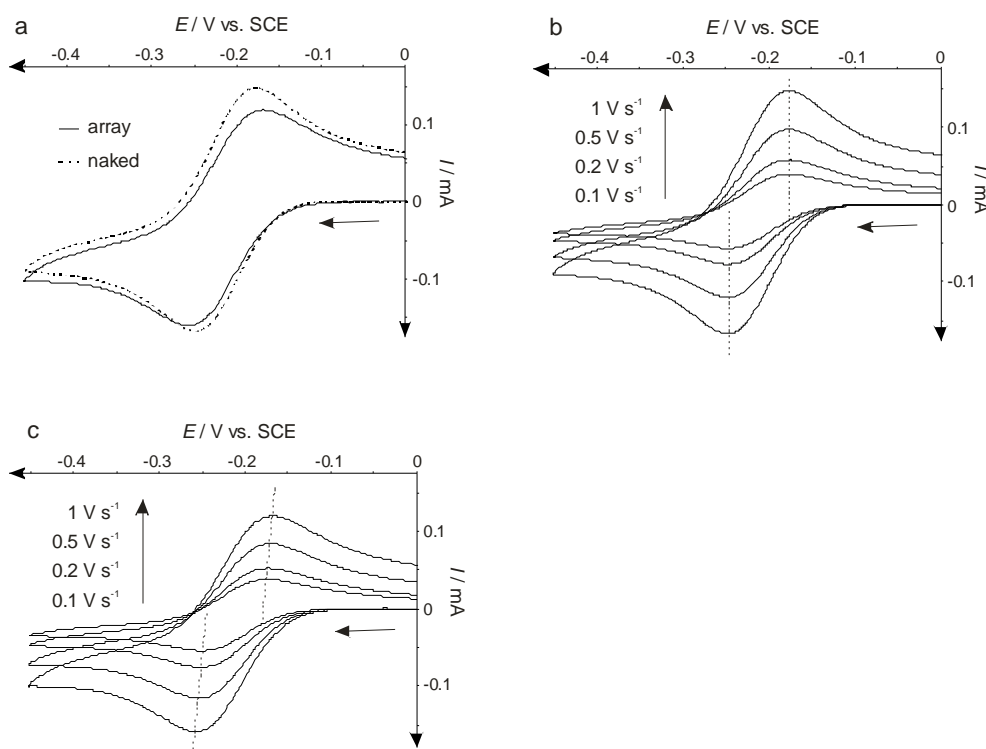 a
E / V vs. SCE
-0.4 -0.3 -0.2 -0.1 0
array
naked
0.1
0
-0.1
I / mA
b
E / V vs. SCE
-0.4 -0.3 -0.2 -0.1 0
1 V s⁻¹
0.5 V s⁻¹
0.2 V s⁻¹
0.1 V s⁻¹
0.1
0
-0.1
I / mA
c
E / V vs. SCE
-0.4 -0.3 -0.2 -0.1 0
1 V s⁻¹
0.5 V s⁻¹
0.2 V s⁻¹
0.1 V s⁻¹
0.1
0
-0.1
I / mA